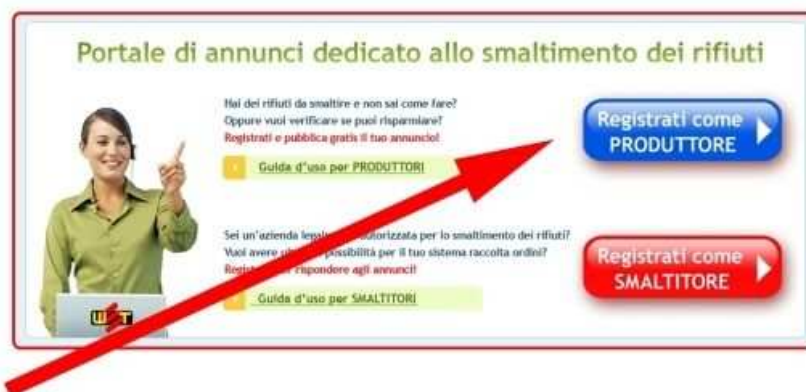 Portale di annunci dedicato allo smaltimento dei rifiuti
Hai dei rifiuti da smaltire e non sai come fare?
Oppure vuoi verificare se puoi risparmiare?
Registrati e pubblica gratis il tuo annuncio!
Guida d'uso per PRODUTTORI
Registrati come
PRODUTTORE
Sei un'azienda autorizzata per lo smaltimento dei rifiuti?
Vuoi avere possibilità per il tuo sistema raccolta ordini?
rispondere agli annunci!
Guida d'uso per SMALTITORI
Registrati come
SMALTITORE